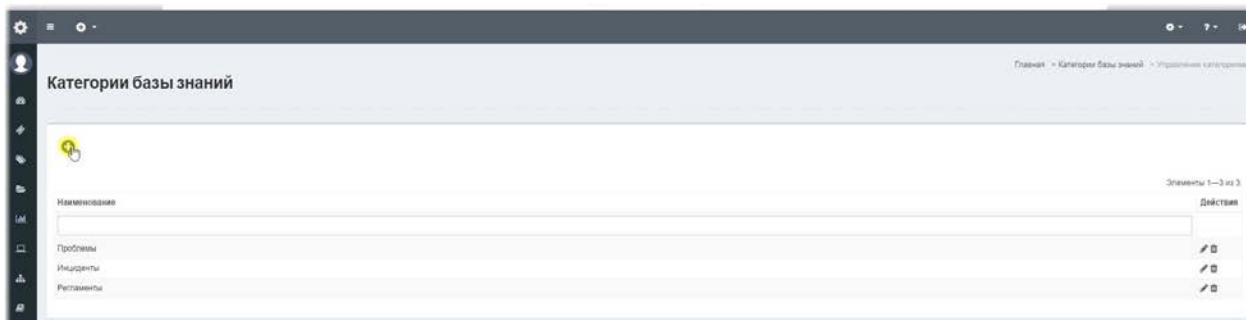 Главная > Категории базы знаний > Управление категориями
Категории базы знаний
Элементы 1—3 из 3.
Наименование Действия
Проблемы
Инциденты
Регламенты